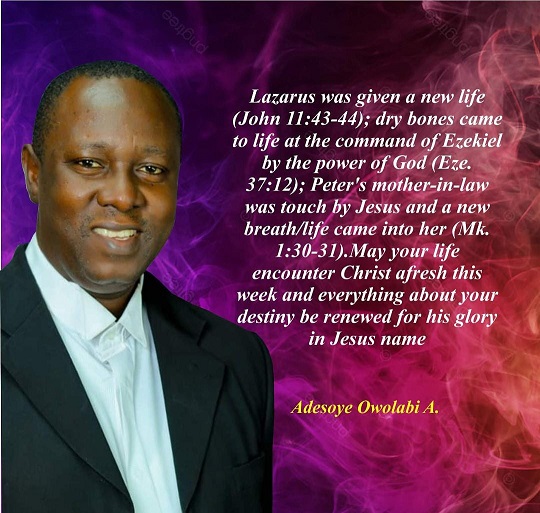 Lazarus was given a new life
(John 11:43-44); dry bones came
to life at the command of Ezekiel
by the power of God (Eze.
37:12); Peter's mother-in-law
was touch by Jesus and a new
breath/life came into her (Mk.
1:30-31).May your life
encounter Christ afresh this
week and everything about your
destiny be renewed for his glory
in Jesus name
Adesoye Owolabi A.